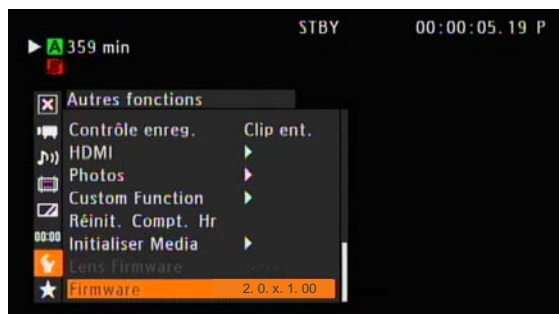 STBY 00:00:05.19 P
A 359 min
Autres fonctions
Contrôle enreg. Clip ent.
HDMI
Photos
Custom Function
Réinit. Compt. Hr
00:00 Initialiser Media
Lens Firmware
Firmware 2. 0. x. 1. 00